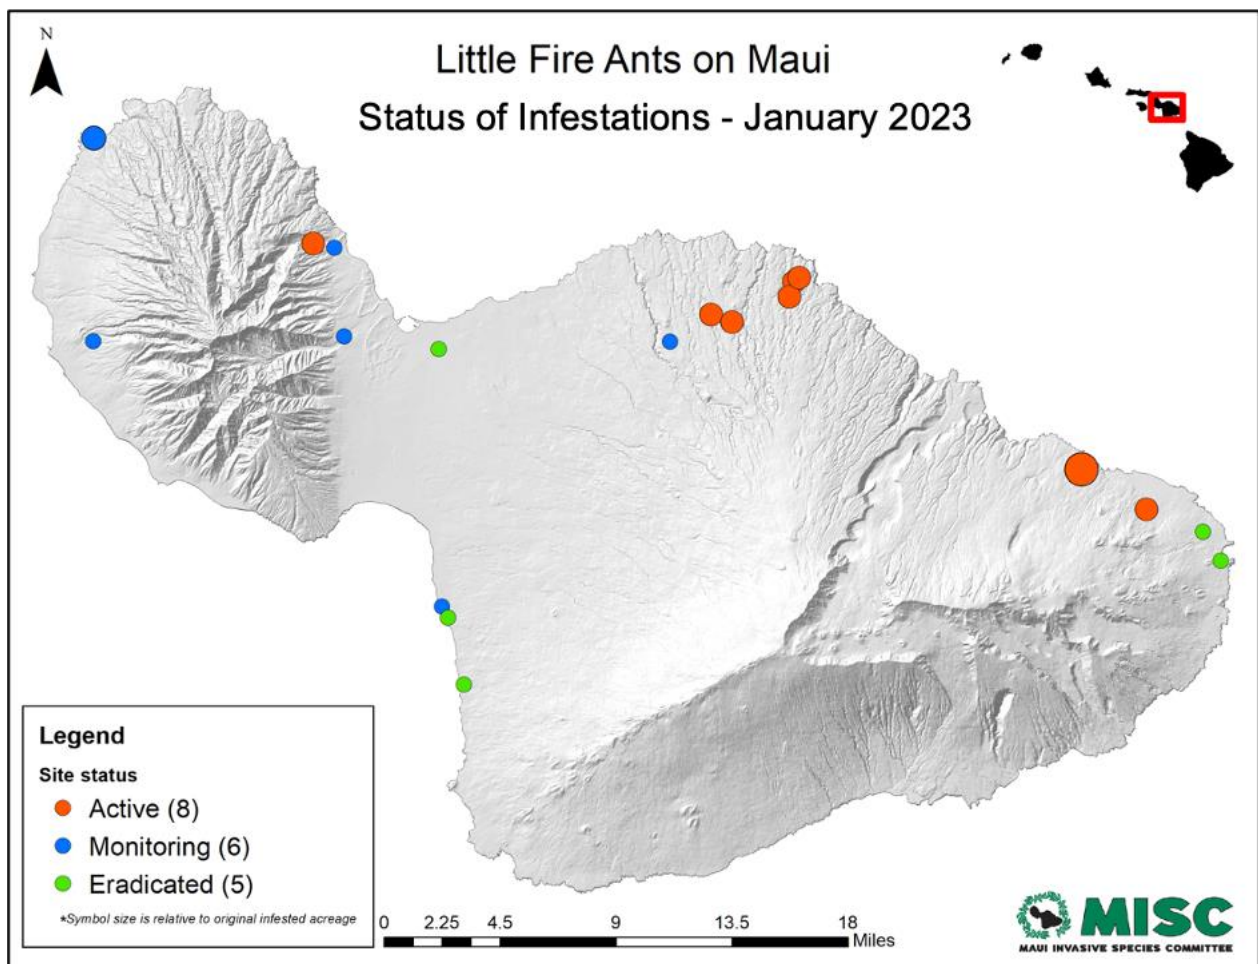 N
Little Fire Ants on Maui
Status of Infestations - January 2023
Legend
Site status
Active (8)
Monitoring (6)
Eradicated (5)
*Symbol size is relative to original infested acreage
0 2.25 4.5 9 13.5 18
Miles
MISC
MAUI INVASIVE SPECIES COMMITTEE